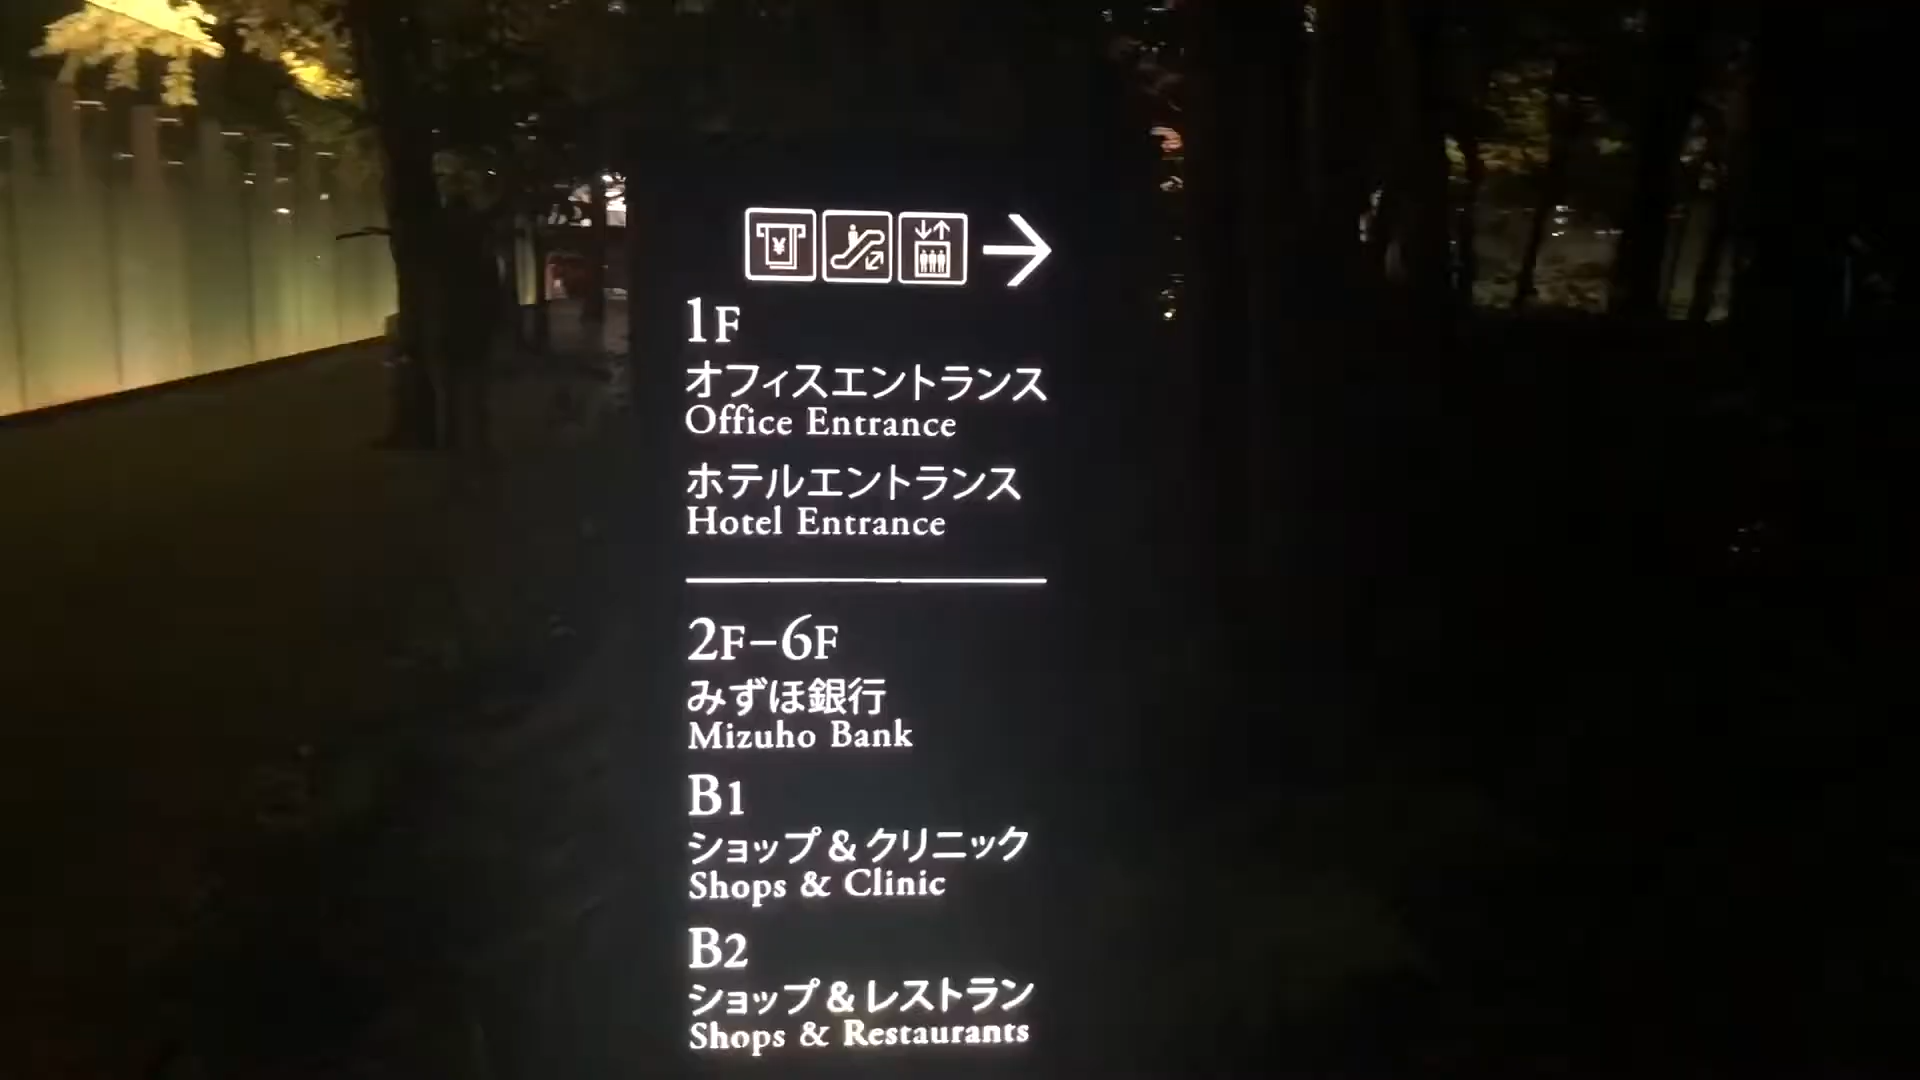 1F
オフィスエントランス
Office Entrance
ホテルエントランス
Hotel Entrance
2F–6F
みずほ銀行
Mizuho Bank
B1
ショップ&クリニック
Shops & Clinic
B2
ショップ&レストラン
Shops & Restaurants